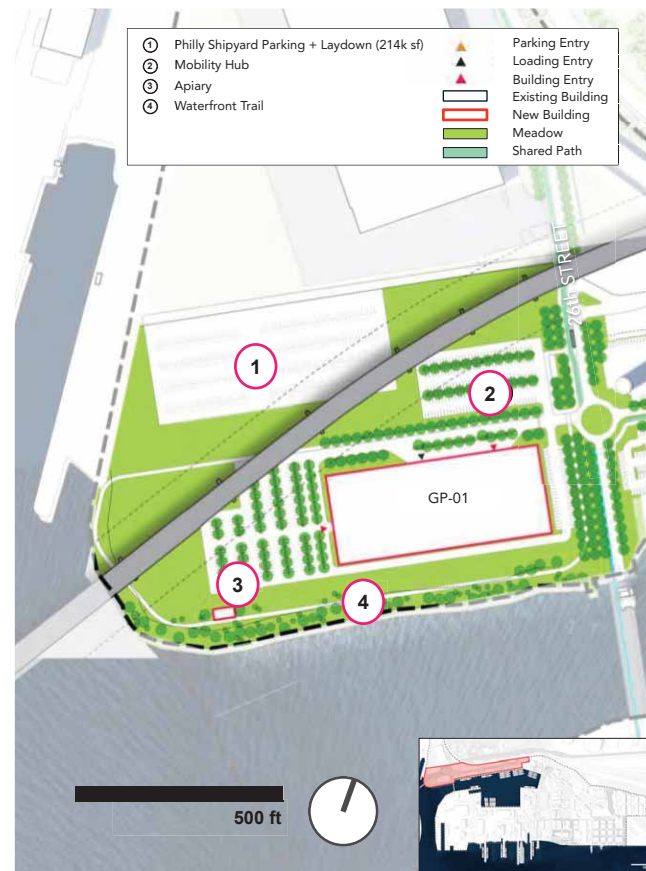 1 Philly Shipyard Parking + Laydown (214k sf)
2 Mobility Hub
3 Apiary
4 Waterfront Trail
Parking Entry
Loading Entry
Building Entry
Existing Building
New Building
Meadow
Shared Path
26th STREET
1
2
GP-01
3
4
500 ft